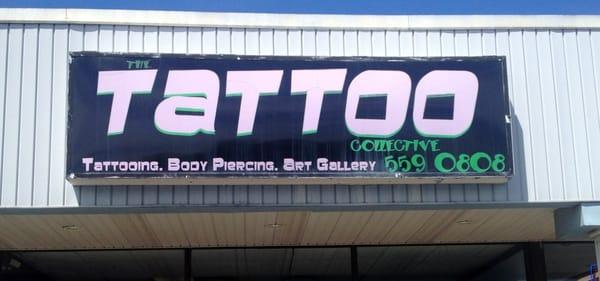 THE
TATTOO
COLLECTIVE
TATTOOING. BODY PIERCING. ART GALLERY 559 0808